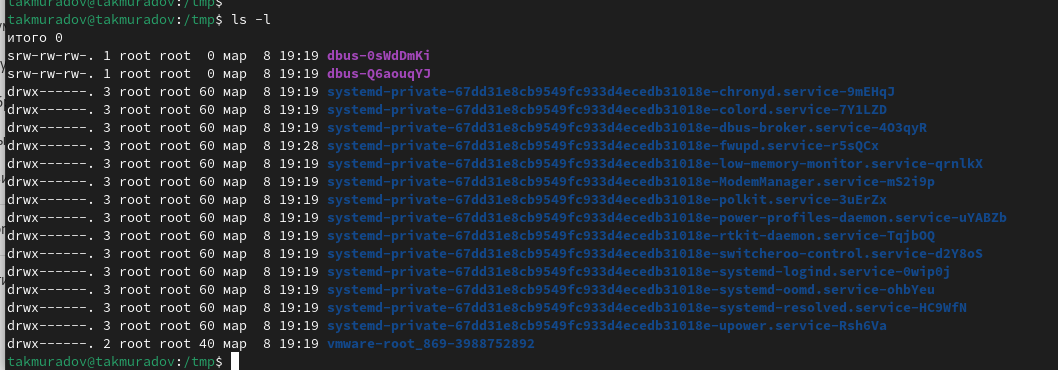 takmuradov@takmuradov:/tmp$
takmuradov@takmuradov:/tmp$ ls -l
итого 0
srw-rw-rw-. 1 root root  0 мар  8 19:19 dbus-0sWdDmKi
srw-rw-rw-. 1 root root  0 мар  8 19:19 dbus-Q6aouqYJ
drwx------. 3 root root 60 мар  8 19:19 systemd-private-67dd31e8cb9549fc933d4ecedb31018e-chronyd.service-9mEHqJ
drwx------. 3 root root 60 мар  8 19:19 systemd-private-67dd31e8cb9549fc933d4ecedb31018e-colord.service-7Y1LZD
drwx------. 3 root root 60 мар  8 19:19 systemd-private-67dd31e8cb9549fc933d4ecedb31018e-dbus-broker.service-4O3qyR
drwx------. 3 root root 60 мар  8 19:28 systemd-private-67dd31e8cb9549fc933d4ecedb31018e-fwupd.service-r5sQCx
drwx------. 3 root root 60 мар  8 19:19 systemd-private-67dd31e8cb9549fc933d4ecedb31018e-low-memory-monitor.service-qrnlkX
drwx------. 3 root root 60 мар  8 19:19 systemd-private-67dd31e8cb9549fc933d4ecedb31018e-ModemManager.service-mS2i9p
drwx------. 3 root root 60 мар  8 19:19 systemd-private-67dd31e8cb9549fc933d4ecedb31018e-polkit.service-3uErZx
drwx------. 3 root root 60 мар  8 19:19 systemd-private-67dd31e8cb9549fc933d4ecedb31018e-power-profiles-daemon.service-uYABZb
drwx------. 3 root root 60 мар  8 19:19 systemd-private-67dd31e8cb9549fc933d4ecedb31018e-rtkit-daemon.service-TqjbOQ
drwx------. 3 root root 60 мар  8 19:19 systemd-private-67dd31e8cb9549fc933d4ecedb31018e-switcheroo-control.service-d2Y8oS
drwx------. 3 root root 60 мар  8 19:19 systemd-private-67dd31e8cb9549fc933d4ecedb31018e-systemd-logind.service-0wip0j
drwx------. 3 root root 60 мар  8 19:19 systemd-private-67dd31e8cb9549fc933d4ecedb31018e-systemd-oomd.service-ohbYeu
drwx------. 3 root root 60 мар  8 19:19 systemd-private-67dd31e8cb9549fc933d4ecedb31018e-systemd-resolved.service-HC9WfN
drwx------. 3 root root 60 мар  8 19:19 systemd-private-67dd31e8cb9549fc933d4ecedb31018e-upower.service-Rsh6Va
drwx------. 2 root root 40 мар  8 19:19 vmware-root_869-3988752892
takmuradov@takmuradov:/tmp$